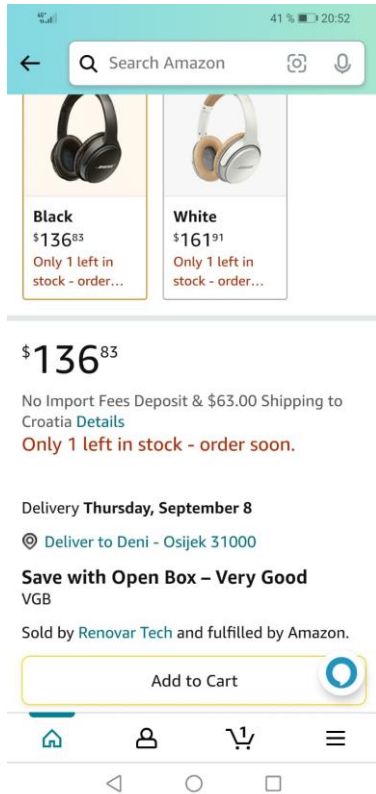 41 % 20:52
Search Amazon
Black
$13683
Only 1 left in
stock - order...
White
$16191
Only 1 left in
stock - order...
$13683
No Import Fees Deposit & $63.00 Shipping to
Croatia Details
Only 1 left in stock - order soon.
Delivery Thursday, September 8
Deliver to Deni - Osijek 31000
Save with Open Box – Very Good
VGB
Sold by Renovar Tech and fulfilled by Amazon.
Add to Cart
1